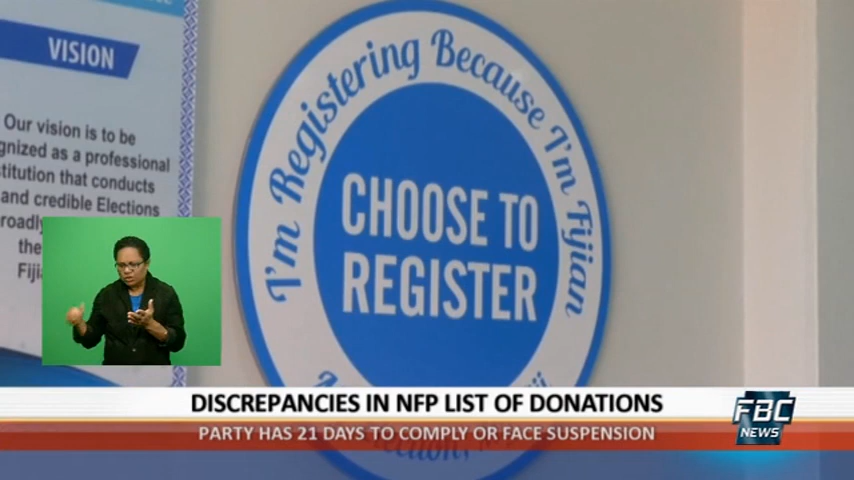 VISION
Our vision is to be
gnized as a professional
stitution that conducts
and credible Elections
roadly
the
Fiji
I'm Registering Because I'm Fijian
CHOOSE TO
REGISTER
DISCREPANCIES IN NFP LIST OF DONATIONS
PARTY HAS 21 DAYS TO COMPLY OR FACE SUSPENSION
FBC
NEWS